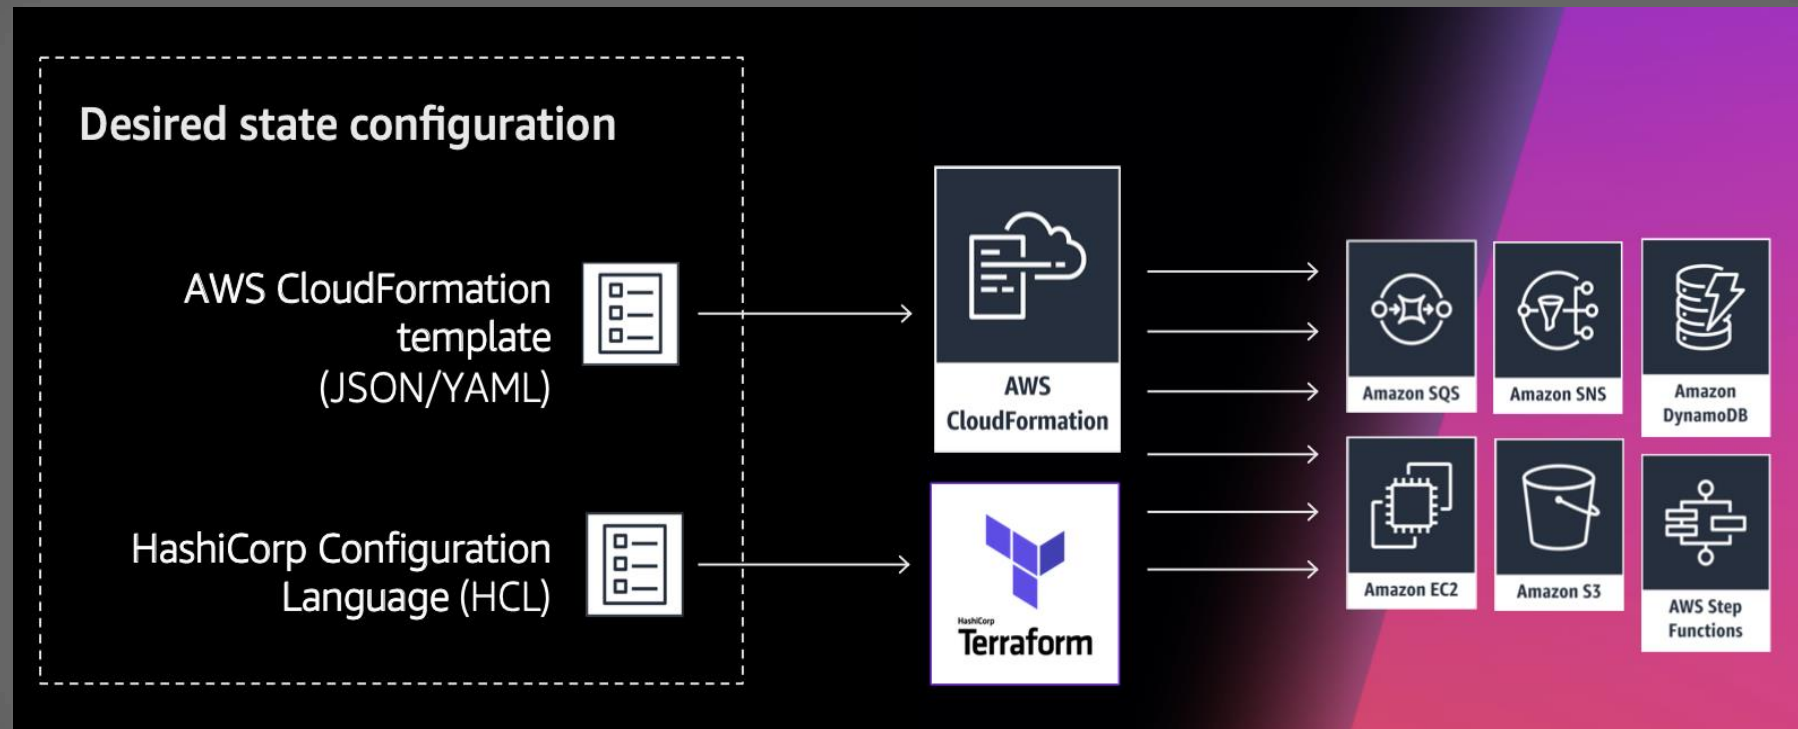 Desired state configuration
AWS CloudFormation
template
(JSON/YAML)
HashiCorp Configuration
Language (HCL)
AWS
CloudFormation
HashiCorp
Terraform
Amazon SQS
Amazon SNS
Amazon
DynamoDB
Amazon EC2
Amazon S3
AWS Step
Functions